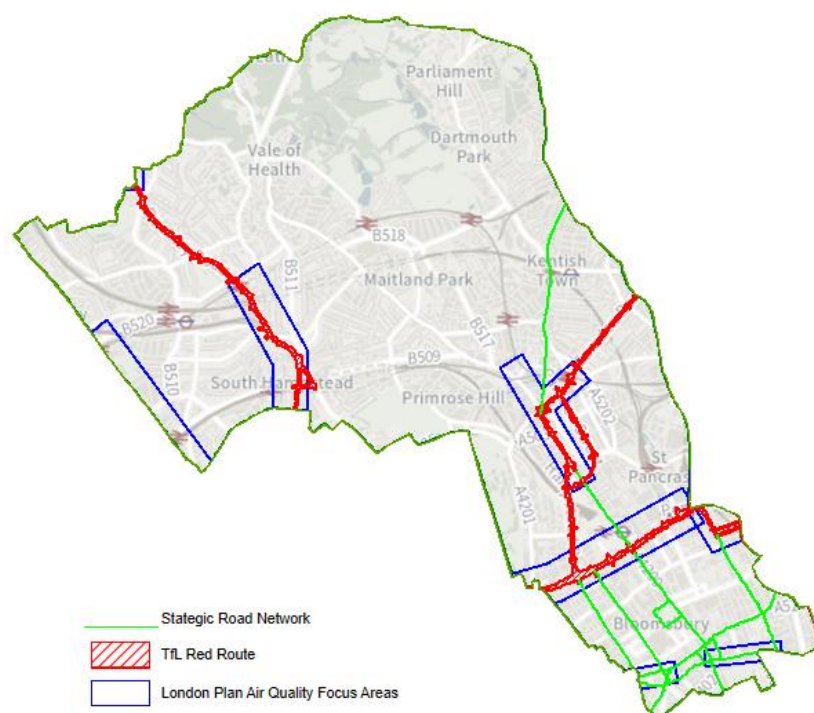 Parliament
Hill
Dartmouth
Park
Vale of
Health
B518
B511
Maitland Park
Kentish
Town
B520
B517
B509
B510
South Hampstead
Primrose Hill
A5202
St
Pancras
A4201
Bloomsbury
Stategic Road Network
TfL Red Route
London Plan Air Quality Focus Areas